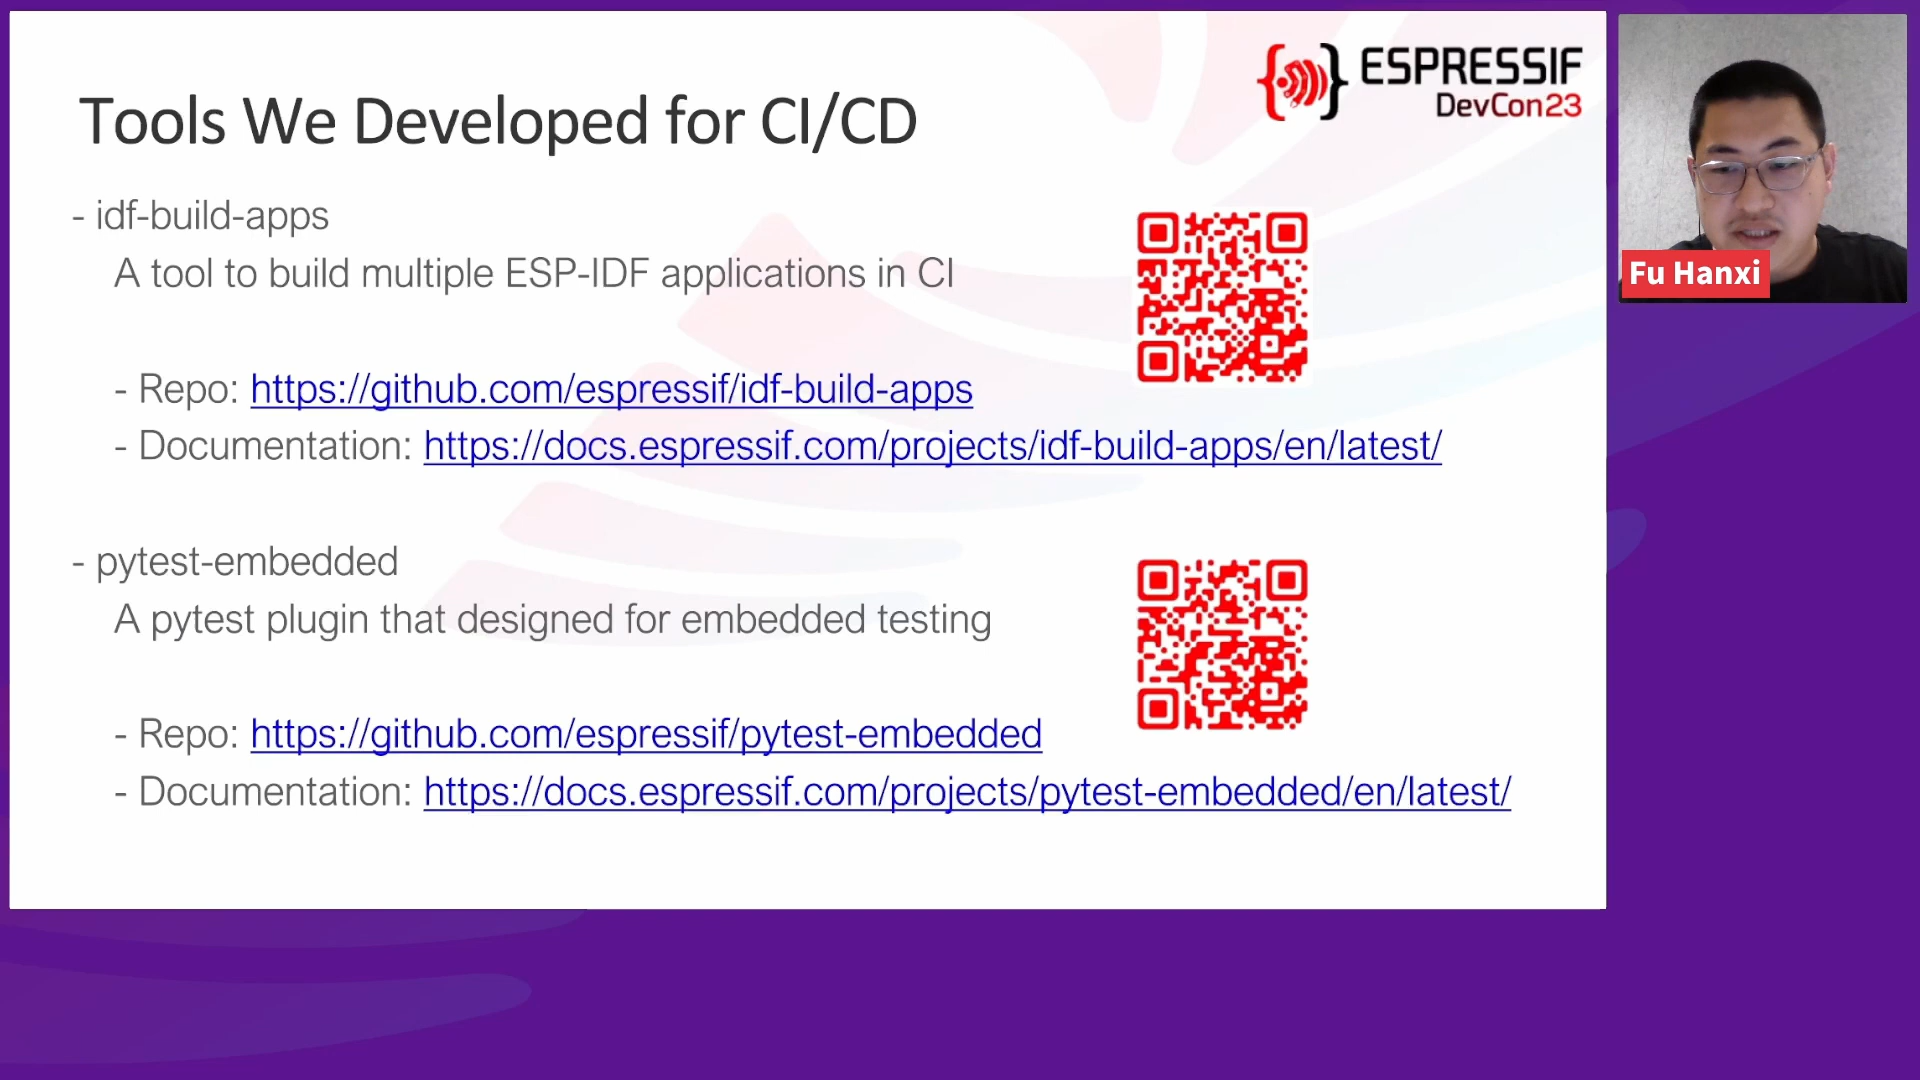 ESPRESSIF
DevCon23
Tools We Developed for CI/CD
- idf-build-apps
A tool to build multiple ESP-IDF applications in CI
- Repo: https://github.com/espressif/idf-build-apps
- Documentation: https://docs.espressif.com/projects/idf-build-apps/en/latest/
- pytest-embedded
A pytest plugin that designed for embedded testing
- Repo: https://github.com/espressif/pytest-embedded
- Documentation: https://docs.espressif.com/projects/pytest-embedded/en/latest/
Fu Hanxi